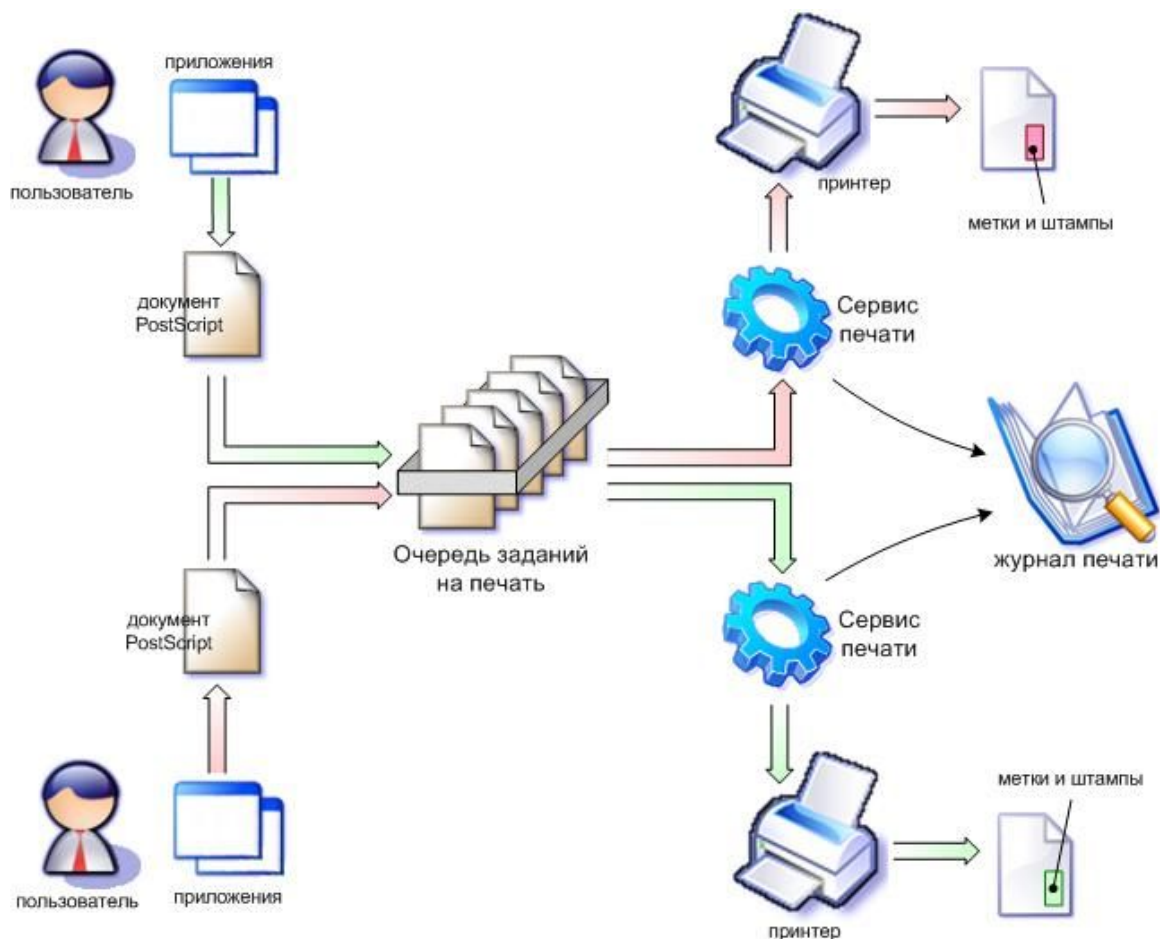 приложения
пользователь
принтер
метки и штампы
документ
PostScript
Сервис
печати
Очередь заданий
на печать
журнал печати
документ
PostScript
Сервис
печати
метки и штампы
пользователь
приложения
принтер